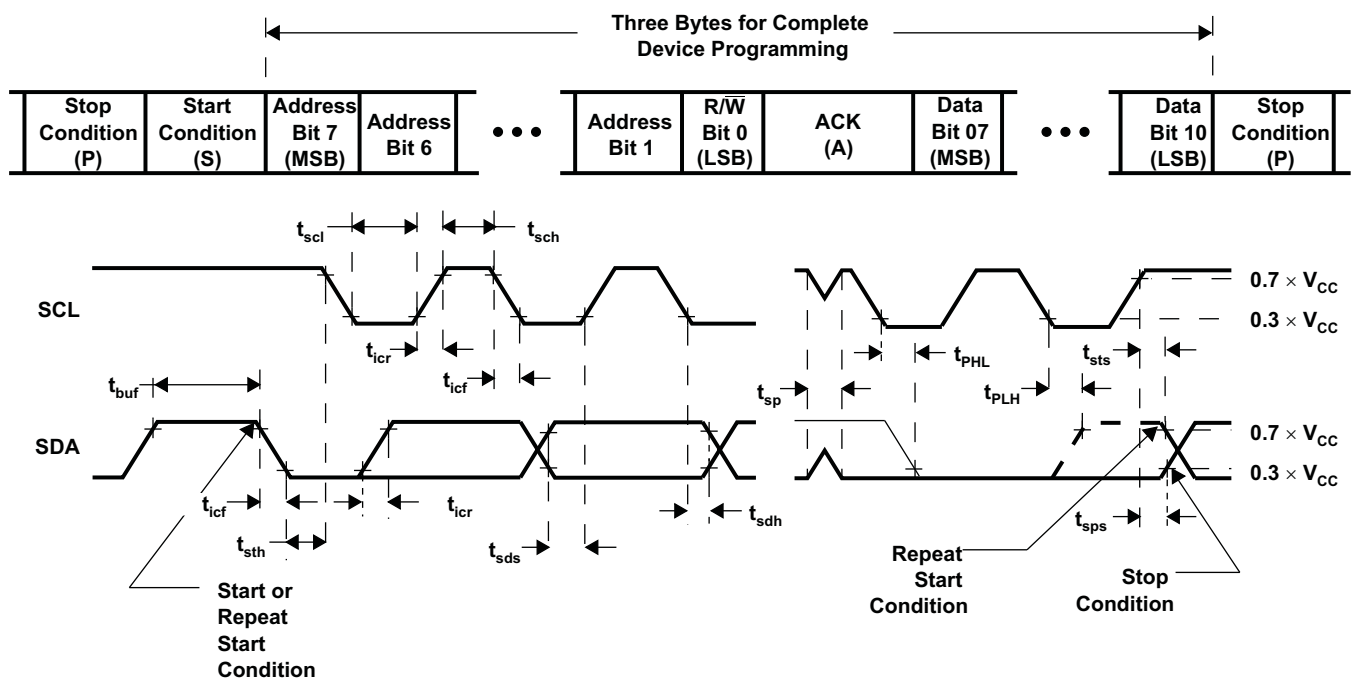 Three Bytes for Complete
Device Programming
Stop
Condition
(P)
Start
Condition
(S)
Address
Bit 7
(MSB)
Address
Bit 6
• • •
Address
Bit 1
R/W̅
Bit 0
(LSB)
ACK
(A)
Data
Bit 07
(MSB)
• • •
Data
Bit 10
(LSB)
Stop
Condition
(P)
tscl
tsch
SCL
0.7 × VCC
0.3 × VCC
ticr
ticf
tPHL
tsts
tbuf
tsp
tPLH
SDA
0.7 × VCC
0.3 × VCC
ticf
ticr
tsdh
tsth
tsds
tsps
Start or
Repeat
Start
Condition
Repeat
Start
Condition
Stop
Condition